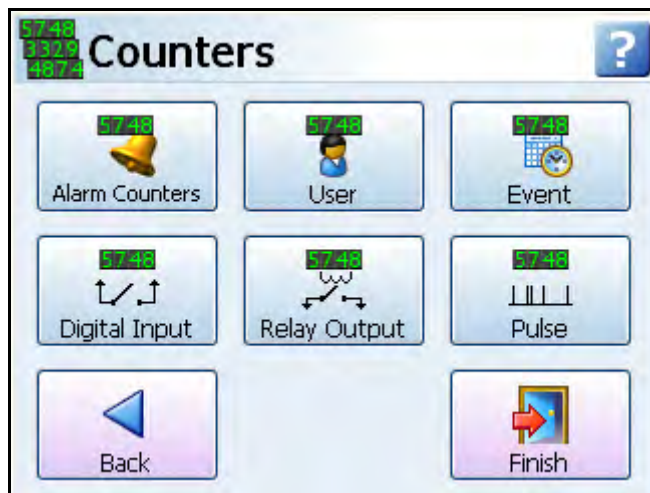 5748
3329
4874
Counters
?
5748
5748
5748
Alarm Counters
User
Event
5748
5748
5748
Digital Input
Relay Output
Pulse
Back
Finish